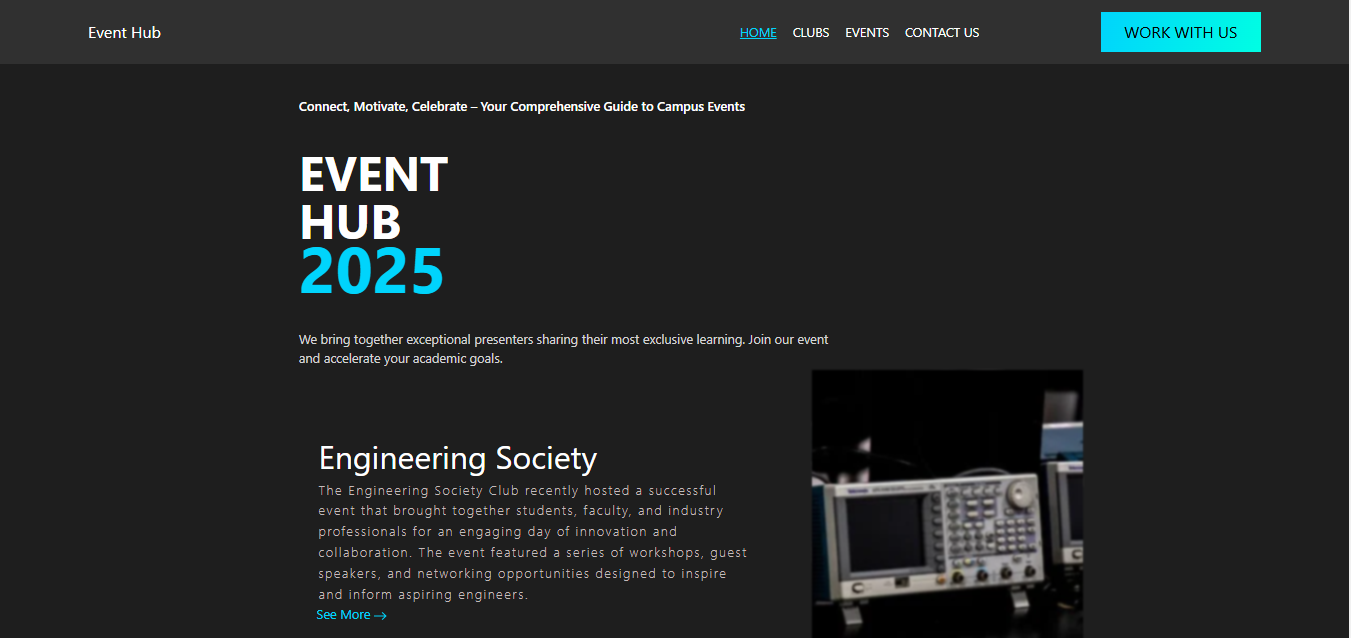 Event Hub
HOME CLUBS EVENTS CONTACT US
WORK WITH US
Connect, Motivate, Celebrate – Your Comprehensive Guide to Campus Events
EVENT
HUB
2025
We bring together exceptional presenters sharing their most exclusive learning. Join our event
and accelerate your academic goals.
Engineering Society
The Engineering Society Club recently hosted a successful
event that brought together students, faculty, and industry
professionals for an engaging day of innovation and
collaboration. The event featured a series of workshops, guest
speakers, and networking opportunities designed to inspire
and inform aspiring engineers.
See More →